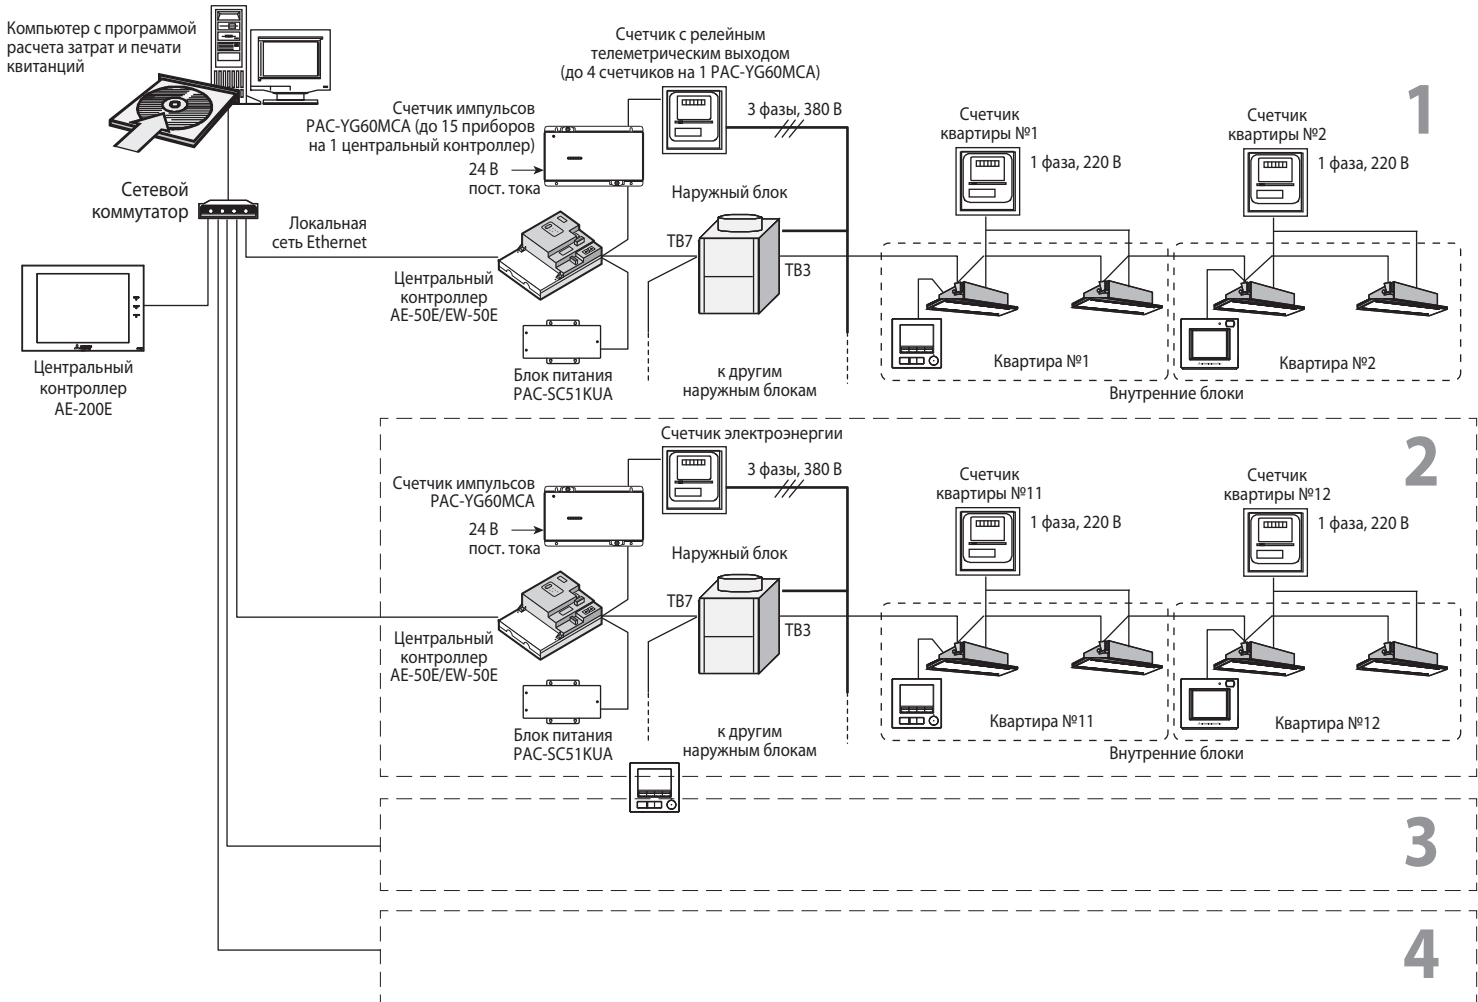 Компьютер с программой
расчета затрат и печати
квитанций
Сетевой
коммутатор
Локальная
сеть Ethernet
Центральный
контроллер
AE-200E
1
Счетчик с релейным
телеметрическим выходом
(до 4 счетчиков на 1 PAC-YG60MCA)
Счетчик импульсов
PAC-YG60MCA (до 15 приборов
на 1 центральный контроллер)
24 В
пост. тока
3 фазы, 380 В
Наружный блок
TB7
TB3
Центральный
контроллер
AE-50E/EW-50E
Блок питания
PAC-SC51KUA
к другим
наружным блокам
Счетчик
квартиры №1
1 фаза, 220 В
Счетчик
квартиры №2
1 фаза, 220 В
Квартира №1
Квартира №2
Внутренние блоки
2
Счетчик электроэнергии
Счетчик импульсов
PAC-YG60MCA
24 В
пост. тока
3 фазы, 380 В
Наружный блок
TB7
TB3
Центральный
контроллер
AE-50E/EW-50E
Блок питания
PAC-SC51KUA
к другим
наружным блокам
Счетчик
квартиры №11
1 фаза, 220 В
Счетчик
квартиры №12
1 фаза, 220 В
Квартира №11
Квартира №12
Внутренние блоки
3
4